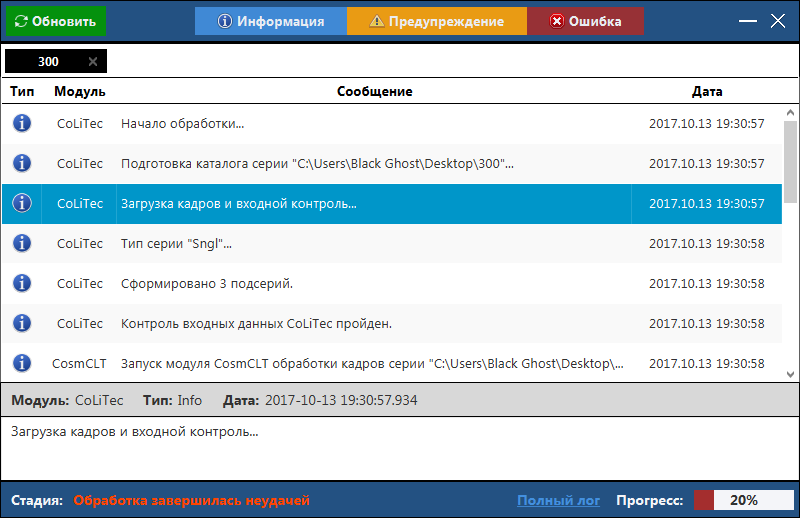 Обновить Информация Предупреждение Ошибка
300
Тип Модуль Сообщение Дата
CoLiTec Начало обработки... 2017.10.13 19:30:57
CoLiTec Подготовка каталога серии "C:\Users\Black Ghost\Desktop\300"... 2017.10.13 19:30:57
CoLiTec Загрузка кадров и входной контроль... 2017.10.13 19:30:57
CoLiTec Тип серии "Sngl"... 2017.10.13 19:30:58
CoLiTec Сформировано 3 подсерий. 2017.10.13 19:30:58
CoLiTec Контроль входных данных CoLiTec пройден. 2017.10.13 19:30:58
CosmCLT Запуск модуля CosmCLT обработки кадров серии "C:\Users\Black Ghost\Desktop\... 2017.10.13 19:30:58
Модуль: CoLiTec Тип: Info Дата: 2017-10-13 19:30:57.934
Загрузка кадров и входной контроль...
Стадия: Обработка завершилась неудачей Полный лог Прогресс: 20%